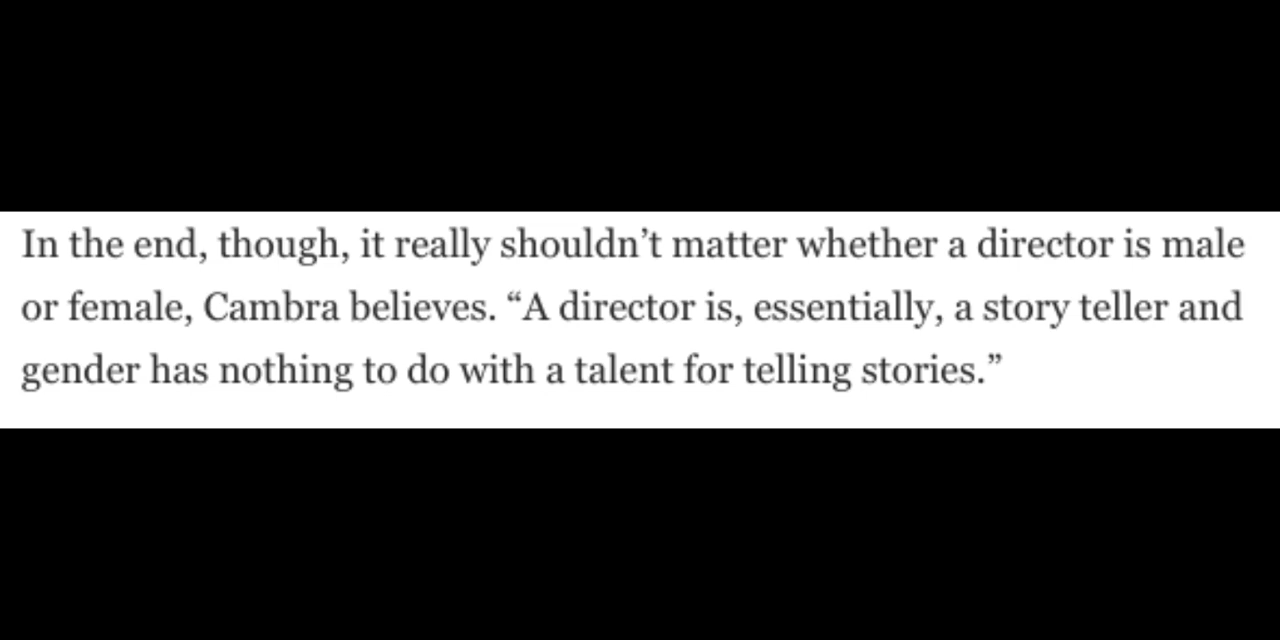 In the end, though, it really shouldn’t matter whether a director is male
or female, Cambra believes. “A director is, essentially, a story teller and
gender has nothing to do with a talent for telling stories.”